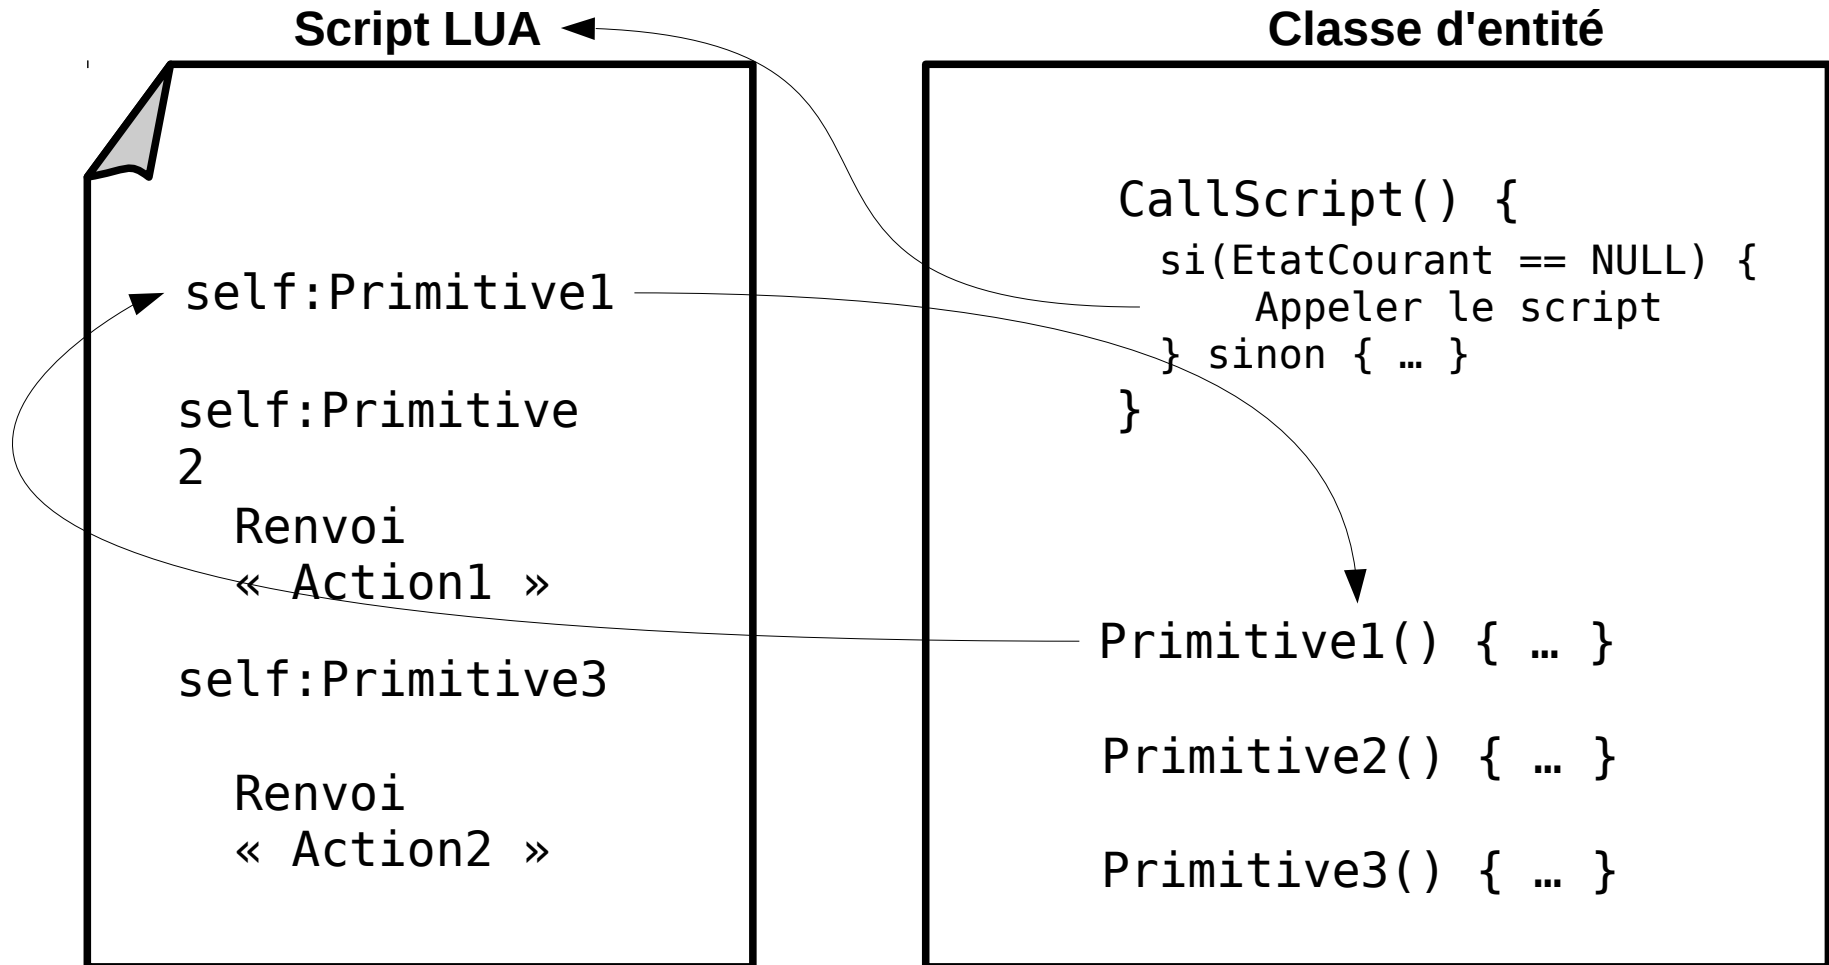 Script LUA
self:Primitive1
self:Primitive
2
Renvoi
« Action1 »
self:Primitive3
Renvoi
« Action2 »
Classe d'entité
CallScript() {
si(EtatCourant == NULL) {
Appeler le script
} sinon { … }
}
Primitive1() { … }
Primitive2() { … }
Primitive3() { … }